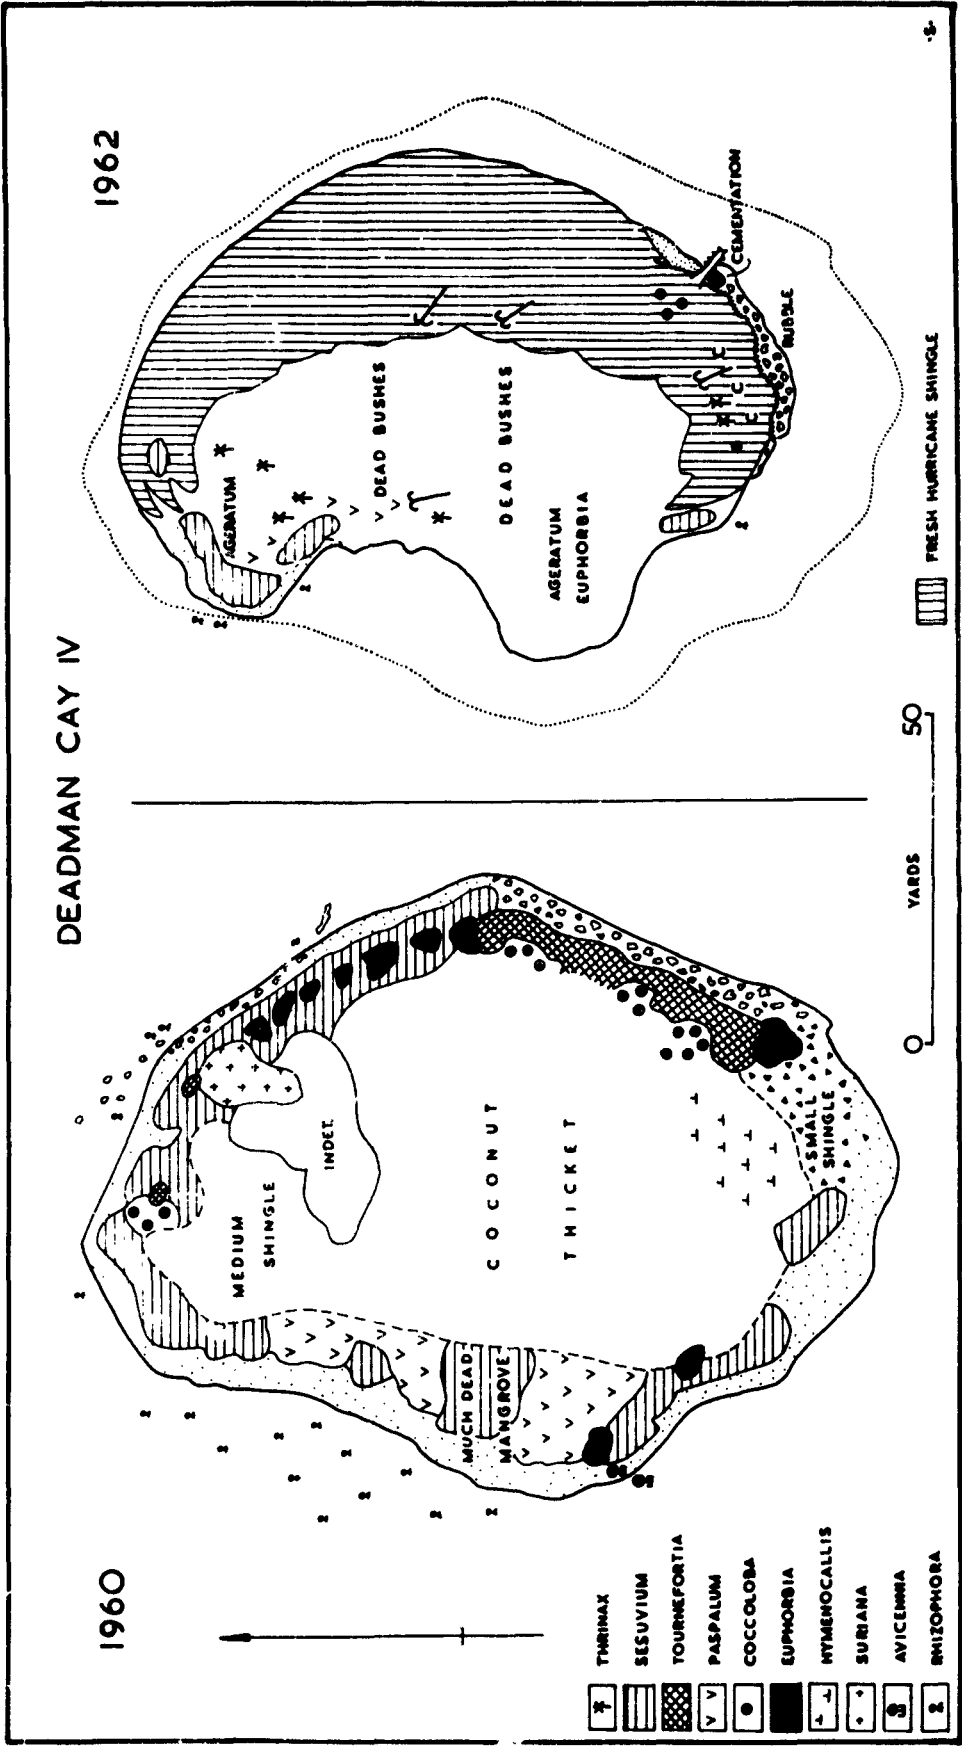 DEADMAN CAY IV
1960
1962
MEDIUM
SHINGLE
INDET.
COCONUT
THICKET
MUCH DEAD
MANGROVE
SMALL
SHINGLE
AGERATUM
DEAD BUSHES
DEAD BUSHES
AGERATUM
EUPHORBIA
CEMENTATION
RUBBLE
THRINAX
SESUVIUM
TOURNEFORTIA
PASPALUM
COCCOLOBA
EUPHORBIA
HYMENOCALLIS
SURIANA
AVICENNIA
RHIZOPHORA
0 YARDS 50
FRESH HURRICANE SHINGLE